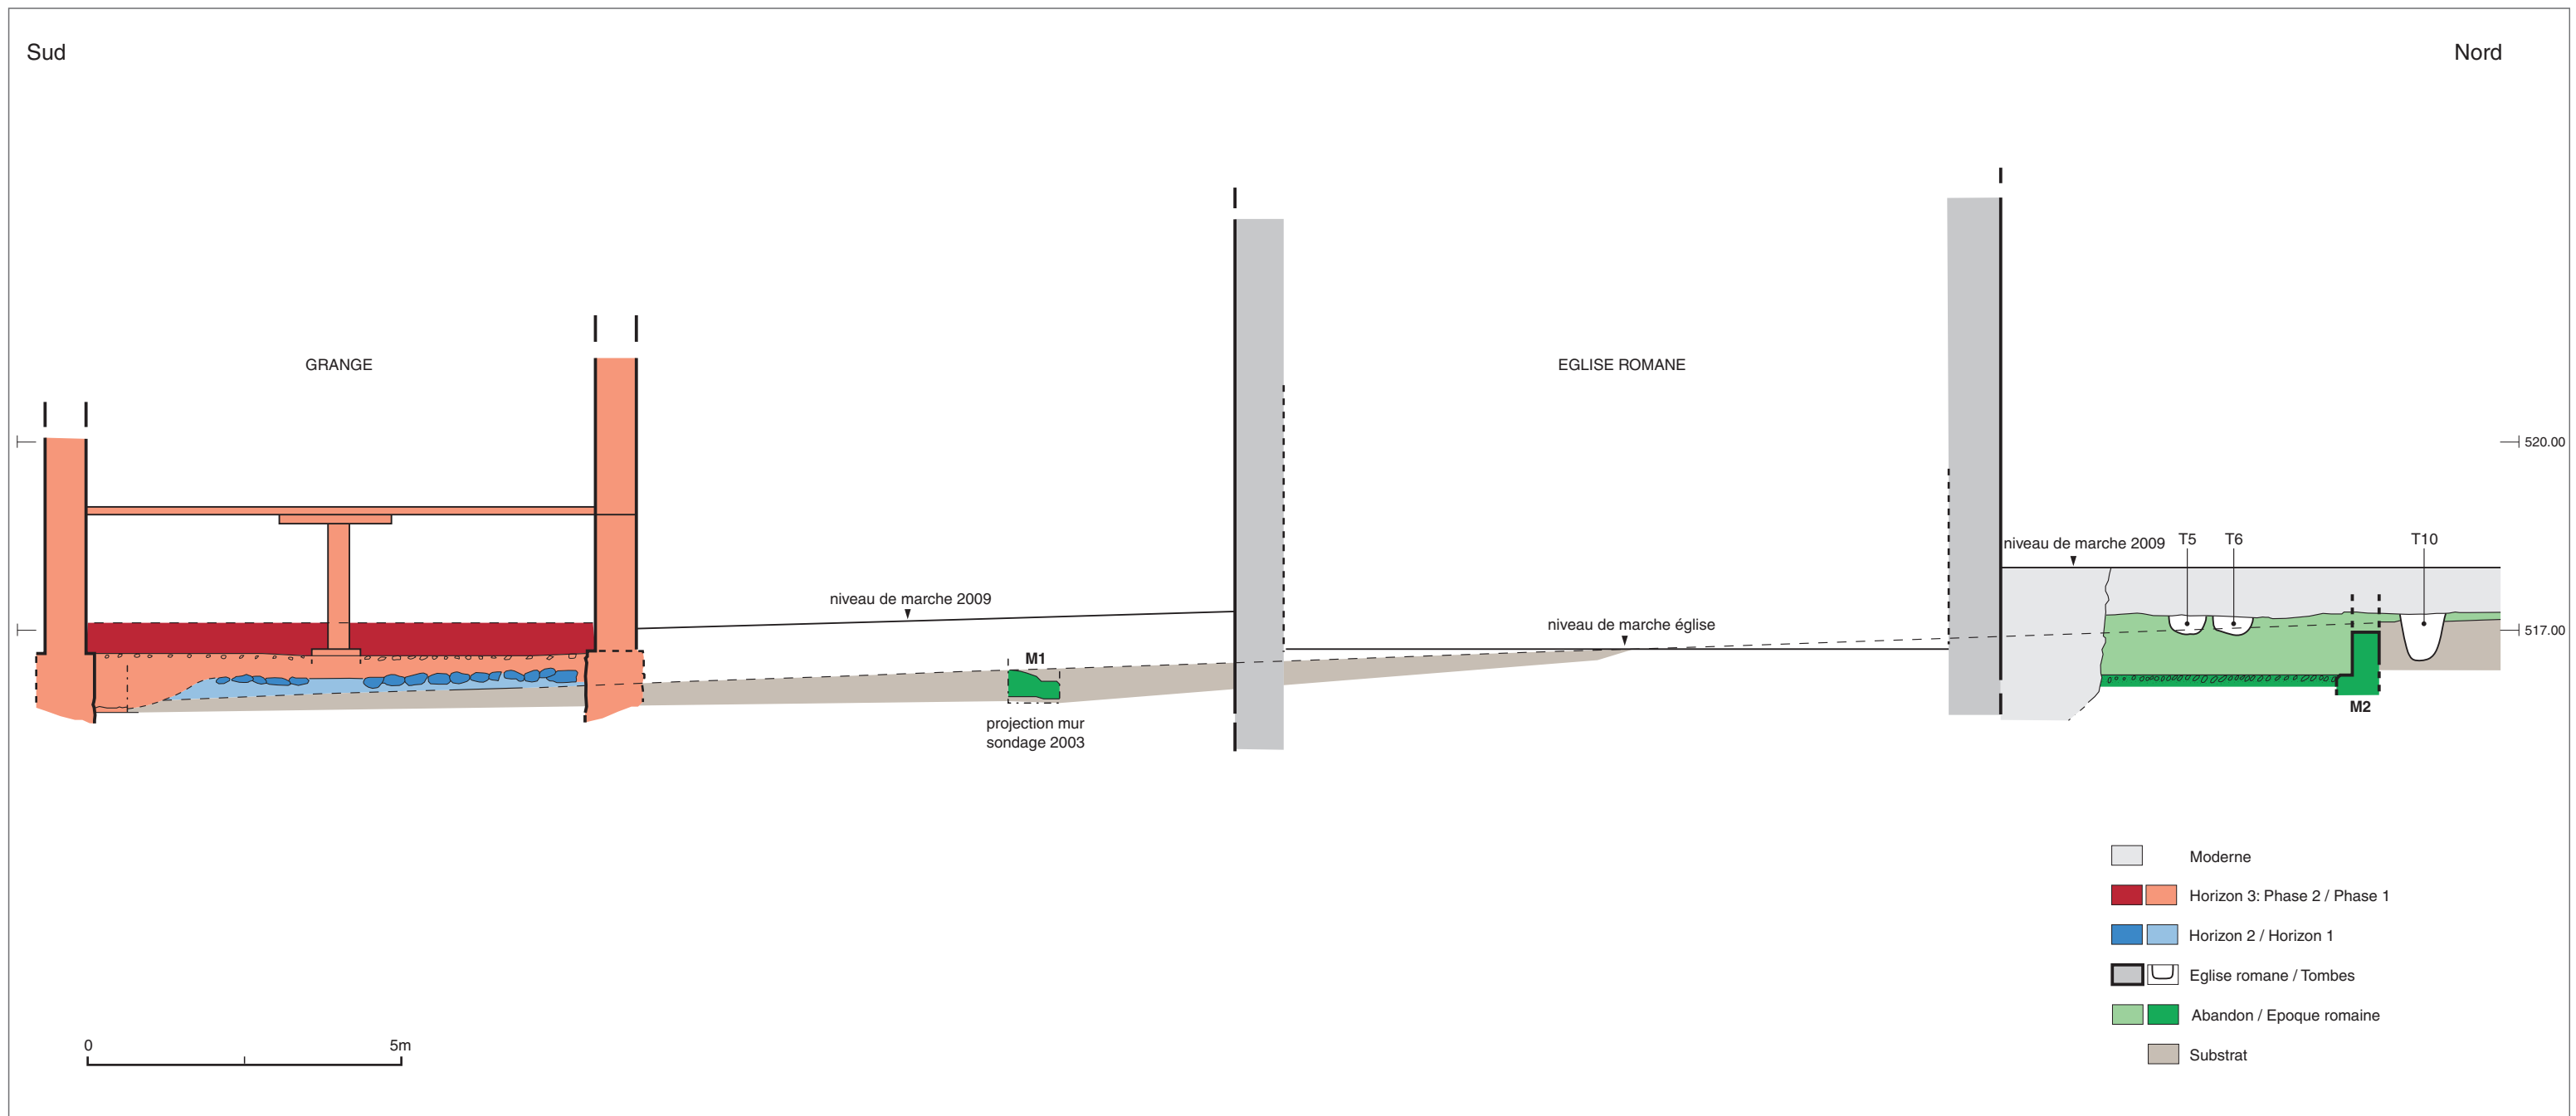 Sud
Nord
GRANGE
EGLISE ROMANE
520.00
niveau de marche 2009
T5
T6
T10
niveau de marche 2009
niveau de marche église
517.00
M1
M2
projection mur
sondage 2003
Moderne
Horizon 3: Phase 2 / Phase 1
Horizon 2 / Horizon 1
Eglise romane / Tombes
Abandon / Epoque romaine
Substrat
0
5m